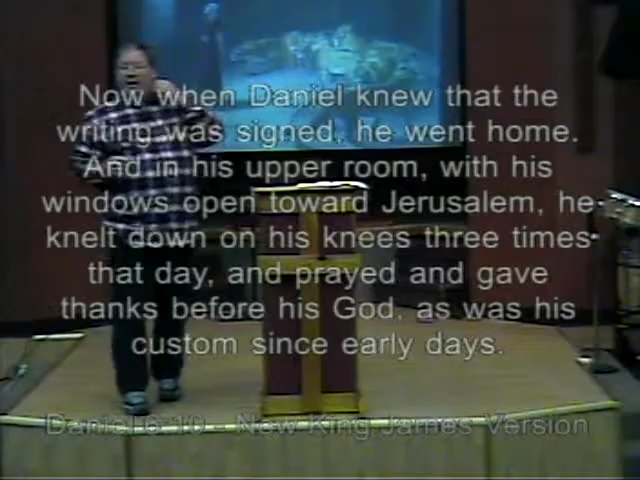 Now when Daniel knew that the
writing was signed, he went home.
And in his upper room, with his
windows open toward Jerusalem, he
knelt down on his knees three times
that day, and prayed and gave
thanks before his God, as was his
custom since early days.
Daniel 6:10 - New King James Version